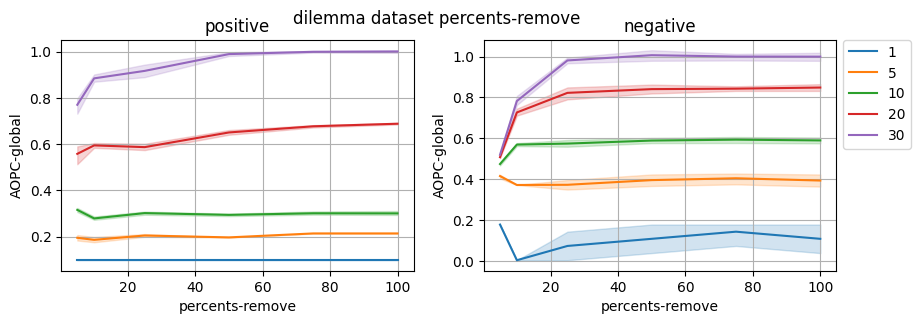 dilemma dataset percents-remove
positive
AOPC-global
1.0
0.8
0.6
0.4
0.2
20 40 60 80 100
percents-remove
negative
AOPC-global
1.0
0.8
0.6
0.4
0.2
0.0
20 40 60 80 100
percents-remove
1
5
10
20
30